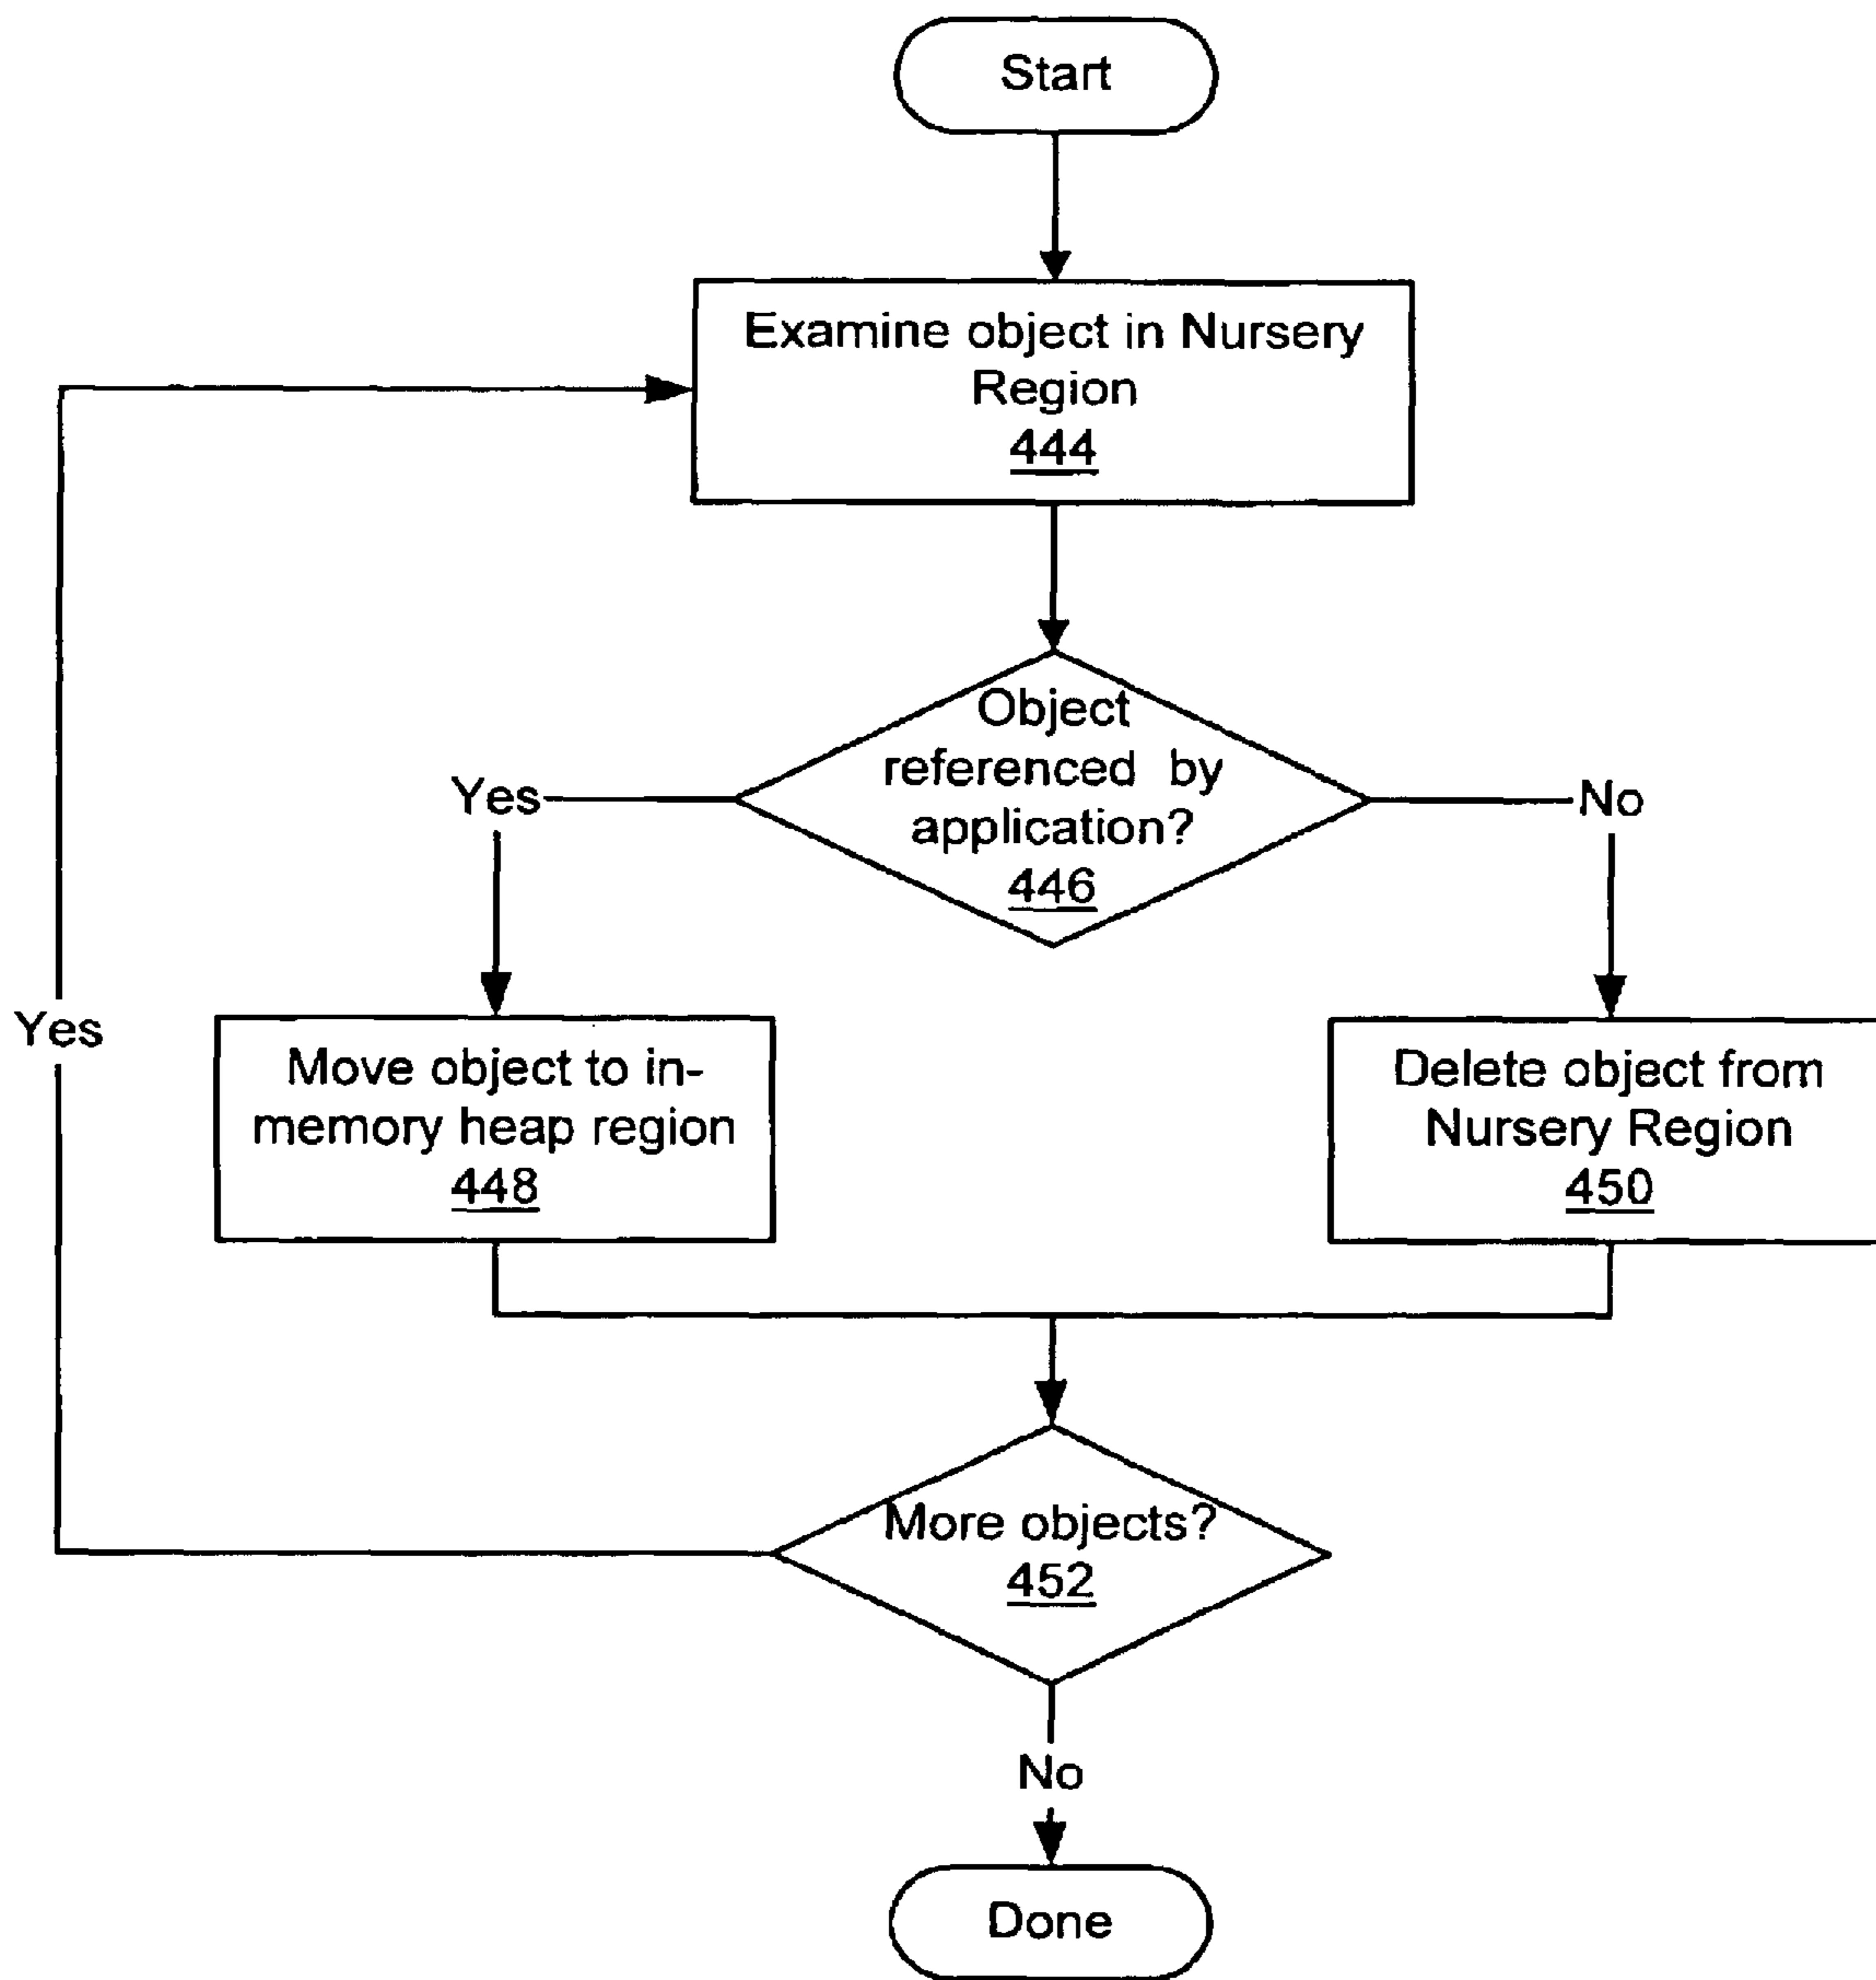 Start
Examine object in Nursery
Region
444
Object
referenced by
application?
446
Yes
No
Yes
Move object to in-
memory heap region
448
Delete object from
Nursery Region
450
More objects?
452
No
Done